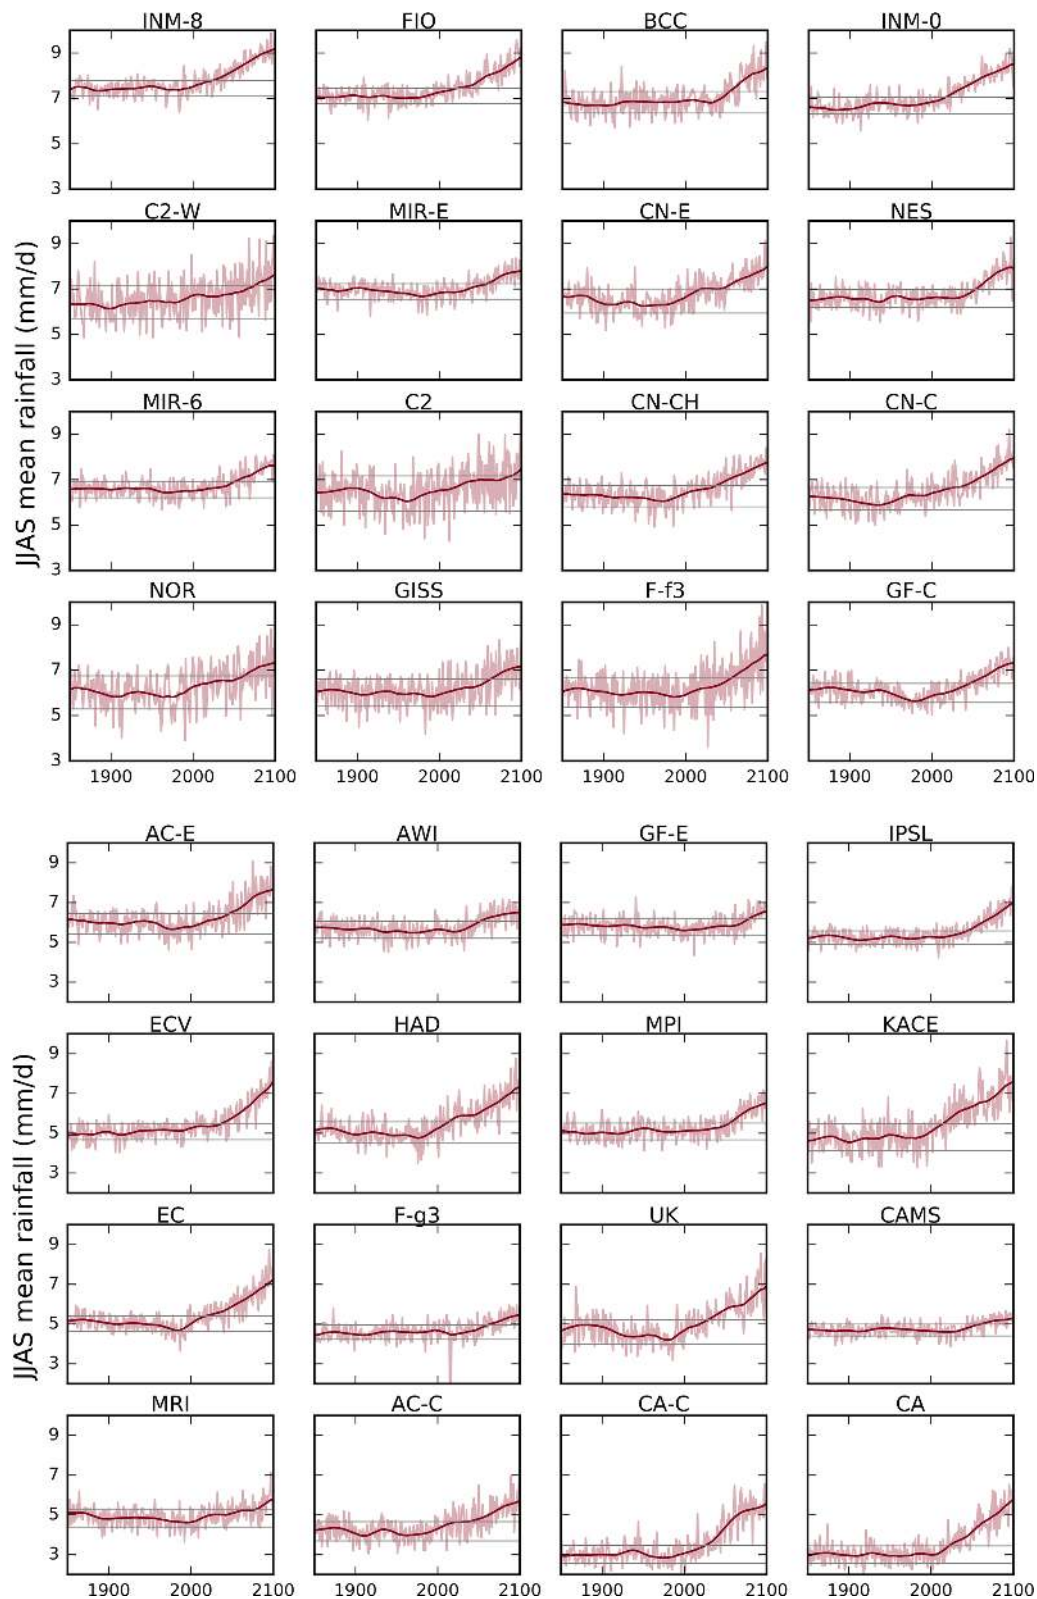 INM-8 FIO BCC INM-0
9
7
5
3
C2-W MIR-E CN-E NES
9
7
5
3
MIR-6 C2 CN-CH CN-C
9
7
5
3
NOR GISS F-f3 GF-C
9
7
5
3
1900 2000 2100 1900 2000 2100 1900 2000 2100 1900 2000 2100
JJAS mean rainfall (mm/d)
AC-E AWI GF-E IPSL
9
7
5
3
ECV HAD MPI KACE
9
7
5
3
EC F-g3 UK CAMS
9
7
5
3
MRI AC-C CA-C CA
9
7
5
3
1900 2000 2100 1900 2000 2100 1900 2000 2100 1900 2000 2100
JJAS mean rainfall (mm/d)